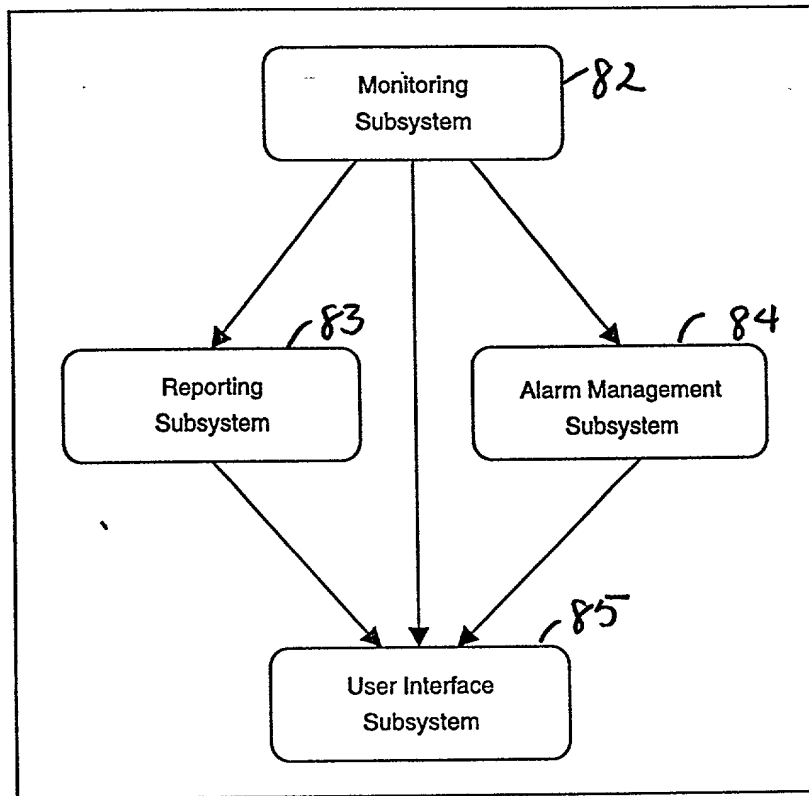 Monitoring
Subsystem
82
83
84
Reporting
Subsystem
Alarm Management
Subsystem
85
User Interface
Subsystem